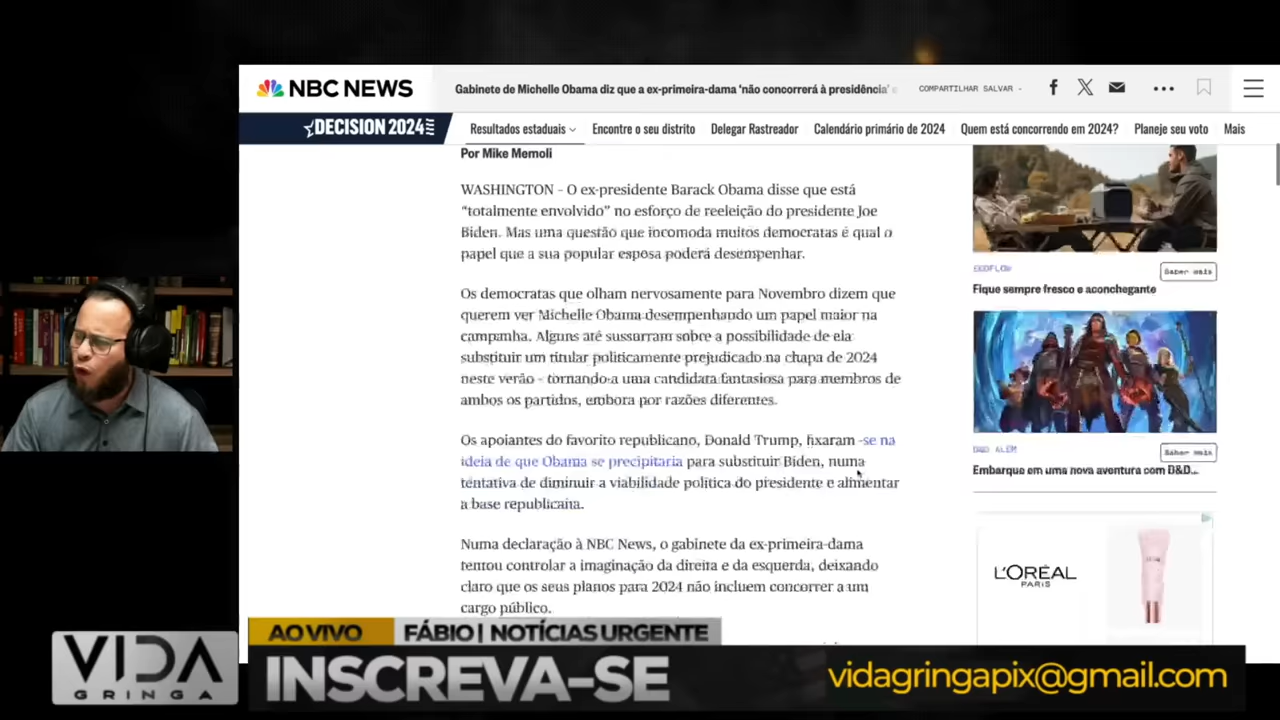 NBC NEWS
Gabinete de Michelle Obama diz que a ex-primeira-dama 'não concorrerá à presidência'
COMPARTILHAR SALVAR -
DECISION 2024
Resultados estaduais
Encontre o seu distrito
Delegar Rastreador
Calendário primário de 2024
Quem está concorrendo em 2024?
Planeje seu voto
Mais
Por Mike Memoli
WASHINGTON - O ex-presidente Barack Obama disse que está
“totalmente envolvido” no esforço de reeleição do presidente Joe
Biden. Mas uma questão que incomoda muitos democratas é qual o
papel que a sua popular esposa poderá desempenhar.
Os democratas que olham nervosamente para Novembro dizem que
querem ver Michelle Obama desempenhando um papel maior na
campanha. Alguns até sussurram sobre a possibilidade de ela
substituir um titular politicamente prejudicado na chapa de 2024
neste verão - tornando-a uma candidata fantasiosa para membros de
ambos os partidos, embora por razões diferentes.
Os apoiantes do favorito republicano, Donald Trump, fixaram -se na
ideia de que Obama se precipitaria para substituir Biden, numa
tentativa de diminuir a viabilidade política do presidente e alimentar
a base republicana.
Numa declaração à NBC News, o gabinete da ex-primeira-dama
tentou controlar a imaginação da direita e da esquerda, deixando
claro que os seus planos para 2024 não incluem concorrer a um
cargo público.
ECOFLOW
Saber mais
Fique sempre fresco e aconchegante
D&D ALÉM
Saber mais
Embarque em uma nova aventura com D&D...
L'ORÉAL
PARIS
AO VIVO
FÁBIO | NOTÍCIAS URGENTE
VIDA
GRINGA
INSCREVA-SE
vidagringapix@gmail.com